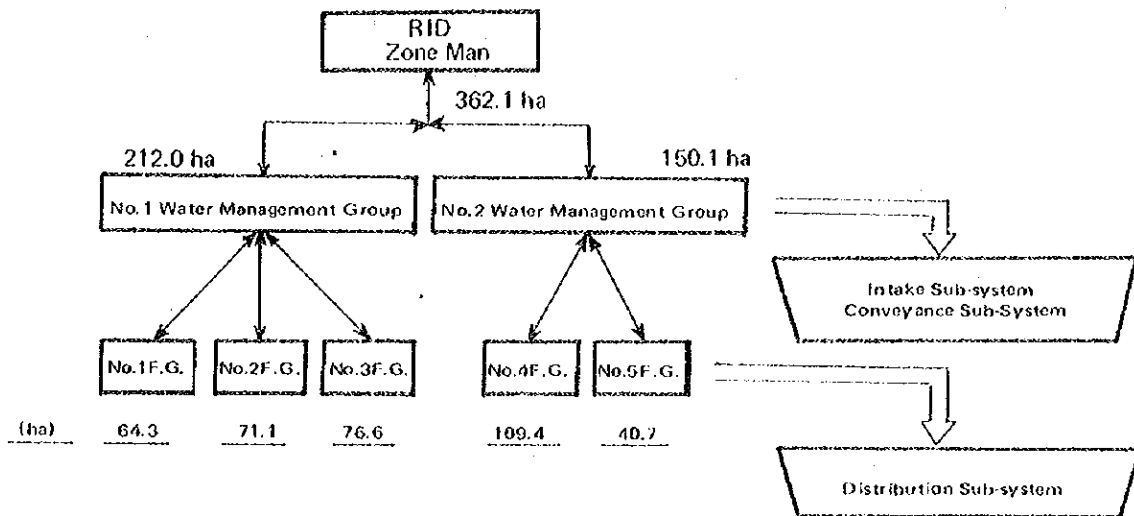 RID
Zone Man
362.1 ha
212.0 ha
150.1 ha
No.1 Water Management Group
No.2 Water Management Group
Intake Sub-system
Conveyance Sub-System
No.1F.G.
No.2F.G.
No.3F.G.
No.4F.G.
No.5F.G.
(ha)
64.3
71.1
76.6
109.4
40.7
Distribution Sub-system